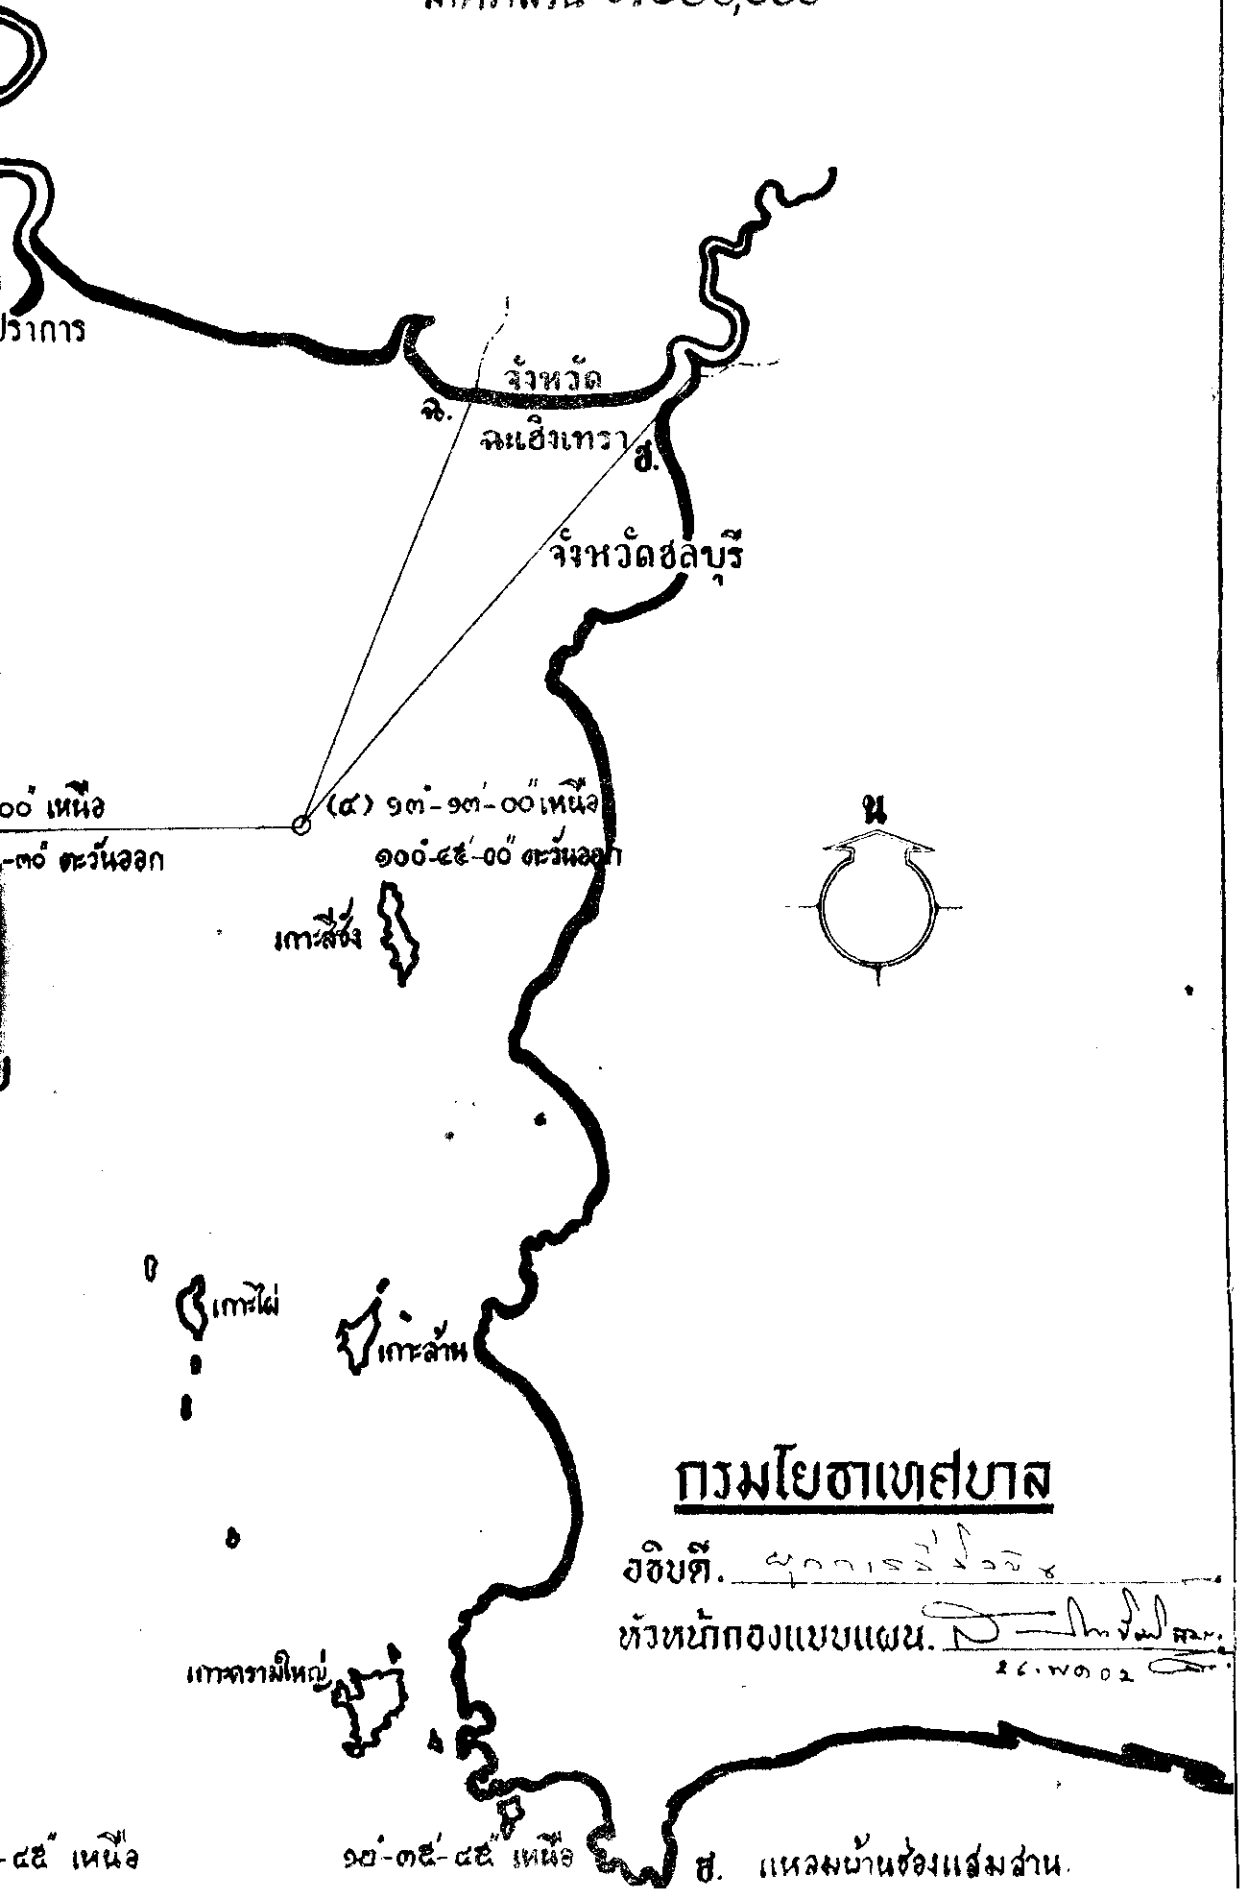 ปราการ
จังหวัด
ฉ.
ฉะเชิงเทรา
ช.
จังหวัดชลบุรี
๐๐ เหนือ
(๔) ๑๓°-๑๓'-๐๐" เหนือ
-๓๐ ตะวันออก
๑๐๐°-๔๕'-๐๐" ตะวันออก
น
เกาะสีชัง
เกาะไผ่
เกาะล้าน
กรมโยธาเทศบาล
อธิบดี.
หัวหน้ากองแบบแผน.
เกาะครามใหญ่
-๔๕" เหนือ
๑๒°-๓๕'-๔๕" เหนือ
ส. แหลมบ้านช่องแสมสาน.